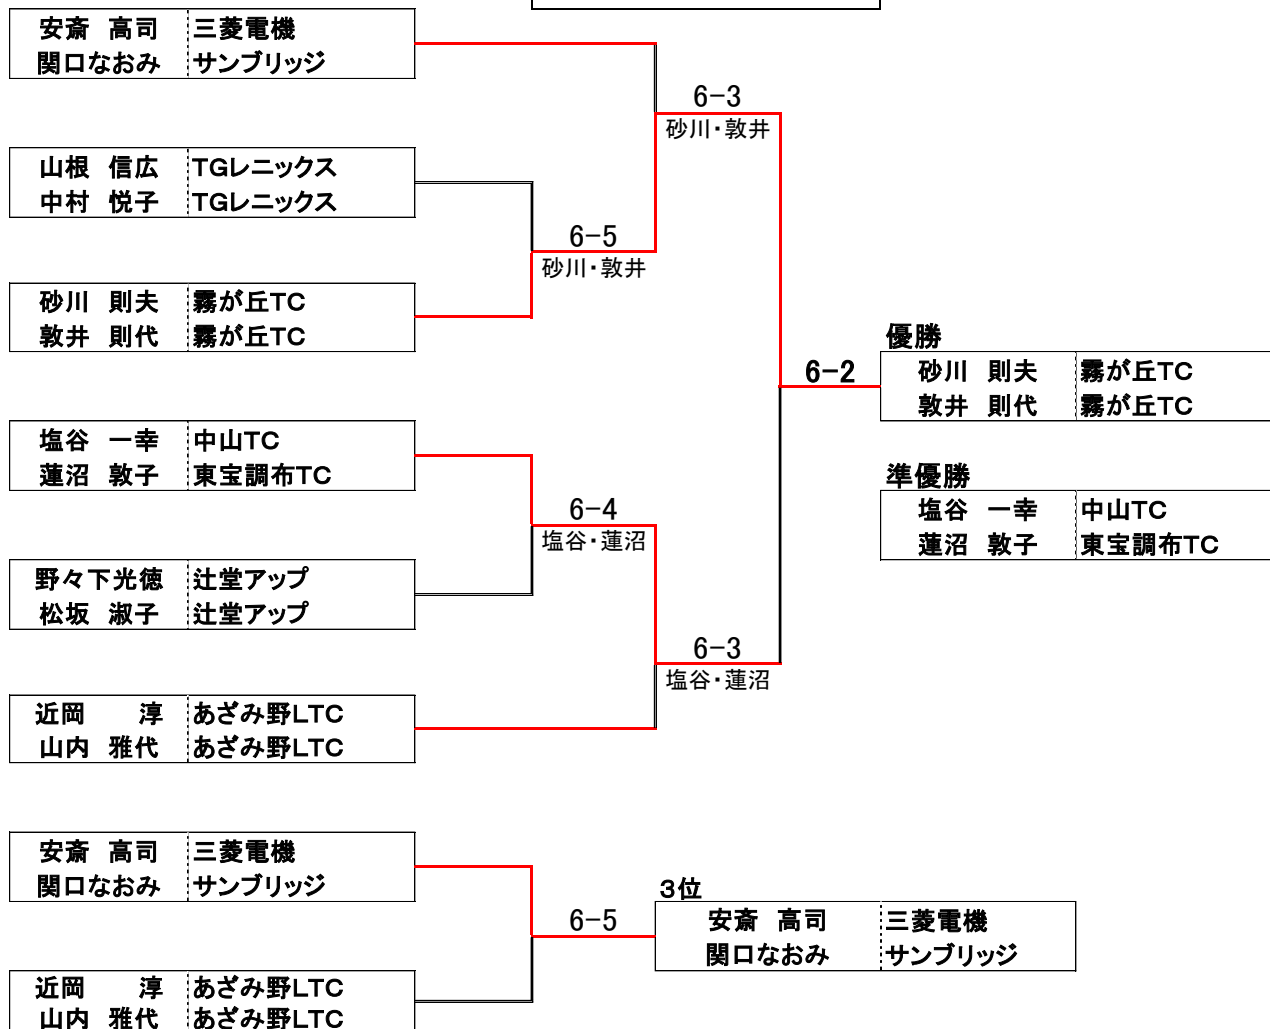 安斎　高司 三菱電機
関口なおみ サンブリッジ
6-3
砂川・敦井
山根　信広 TGレニックス
中村　悦子 TGレニックス
6-5
砂川・敦井
砂川　則夫 霧が丘TC
敦井　則代 霧が丘TC
優勝
6-2
砂川　則夫 霧が丘TC
敦井　則代 霧が丘TC
塩谷　一幸 中山TC
蓮沼　敦子 東宝調布TC
準優勝
塩谷　一幸 中山TC
蓮沼　敦子 東宝調布TC
6-4
塩谷・蓮沼
野々下光徳 辻堂アップ
松坂　淑子 辻堂アップ
6-3
塩谷・蓮沼
近岡　　淳 あざみ野LTC
山内　雅代 あざみ野LTC
安斎　高司 三菱電機
関口なおみ サンブリッジ
3位
6-5
安斎　高司 三菱電機
関口なおみ サンブリッジ
近岡　　淳 あざみ野LTC
山内　雅代 あざみ野LTC